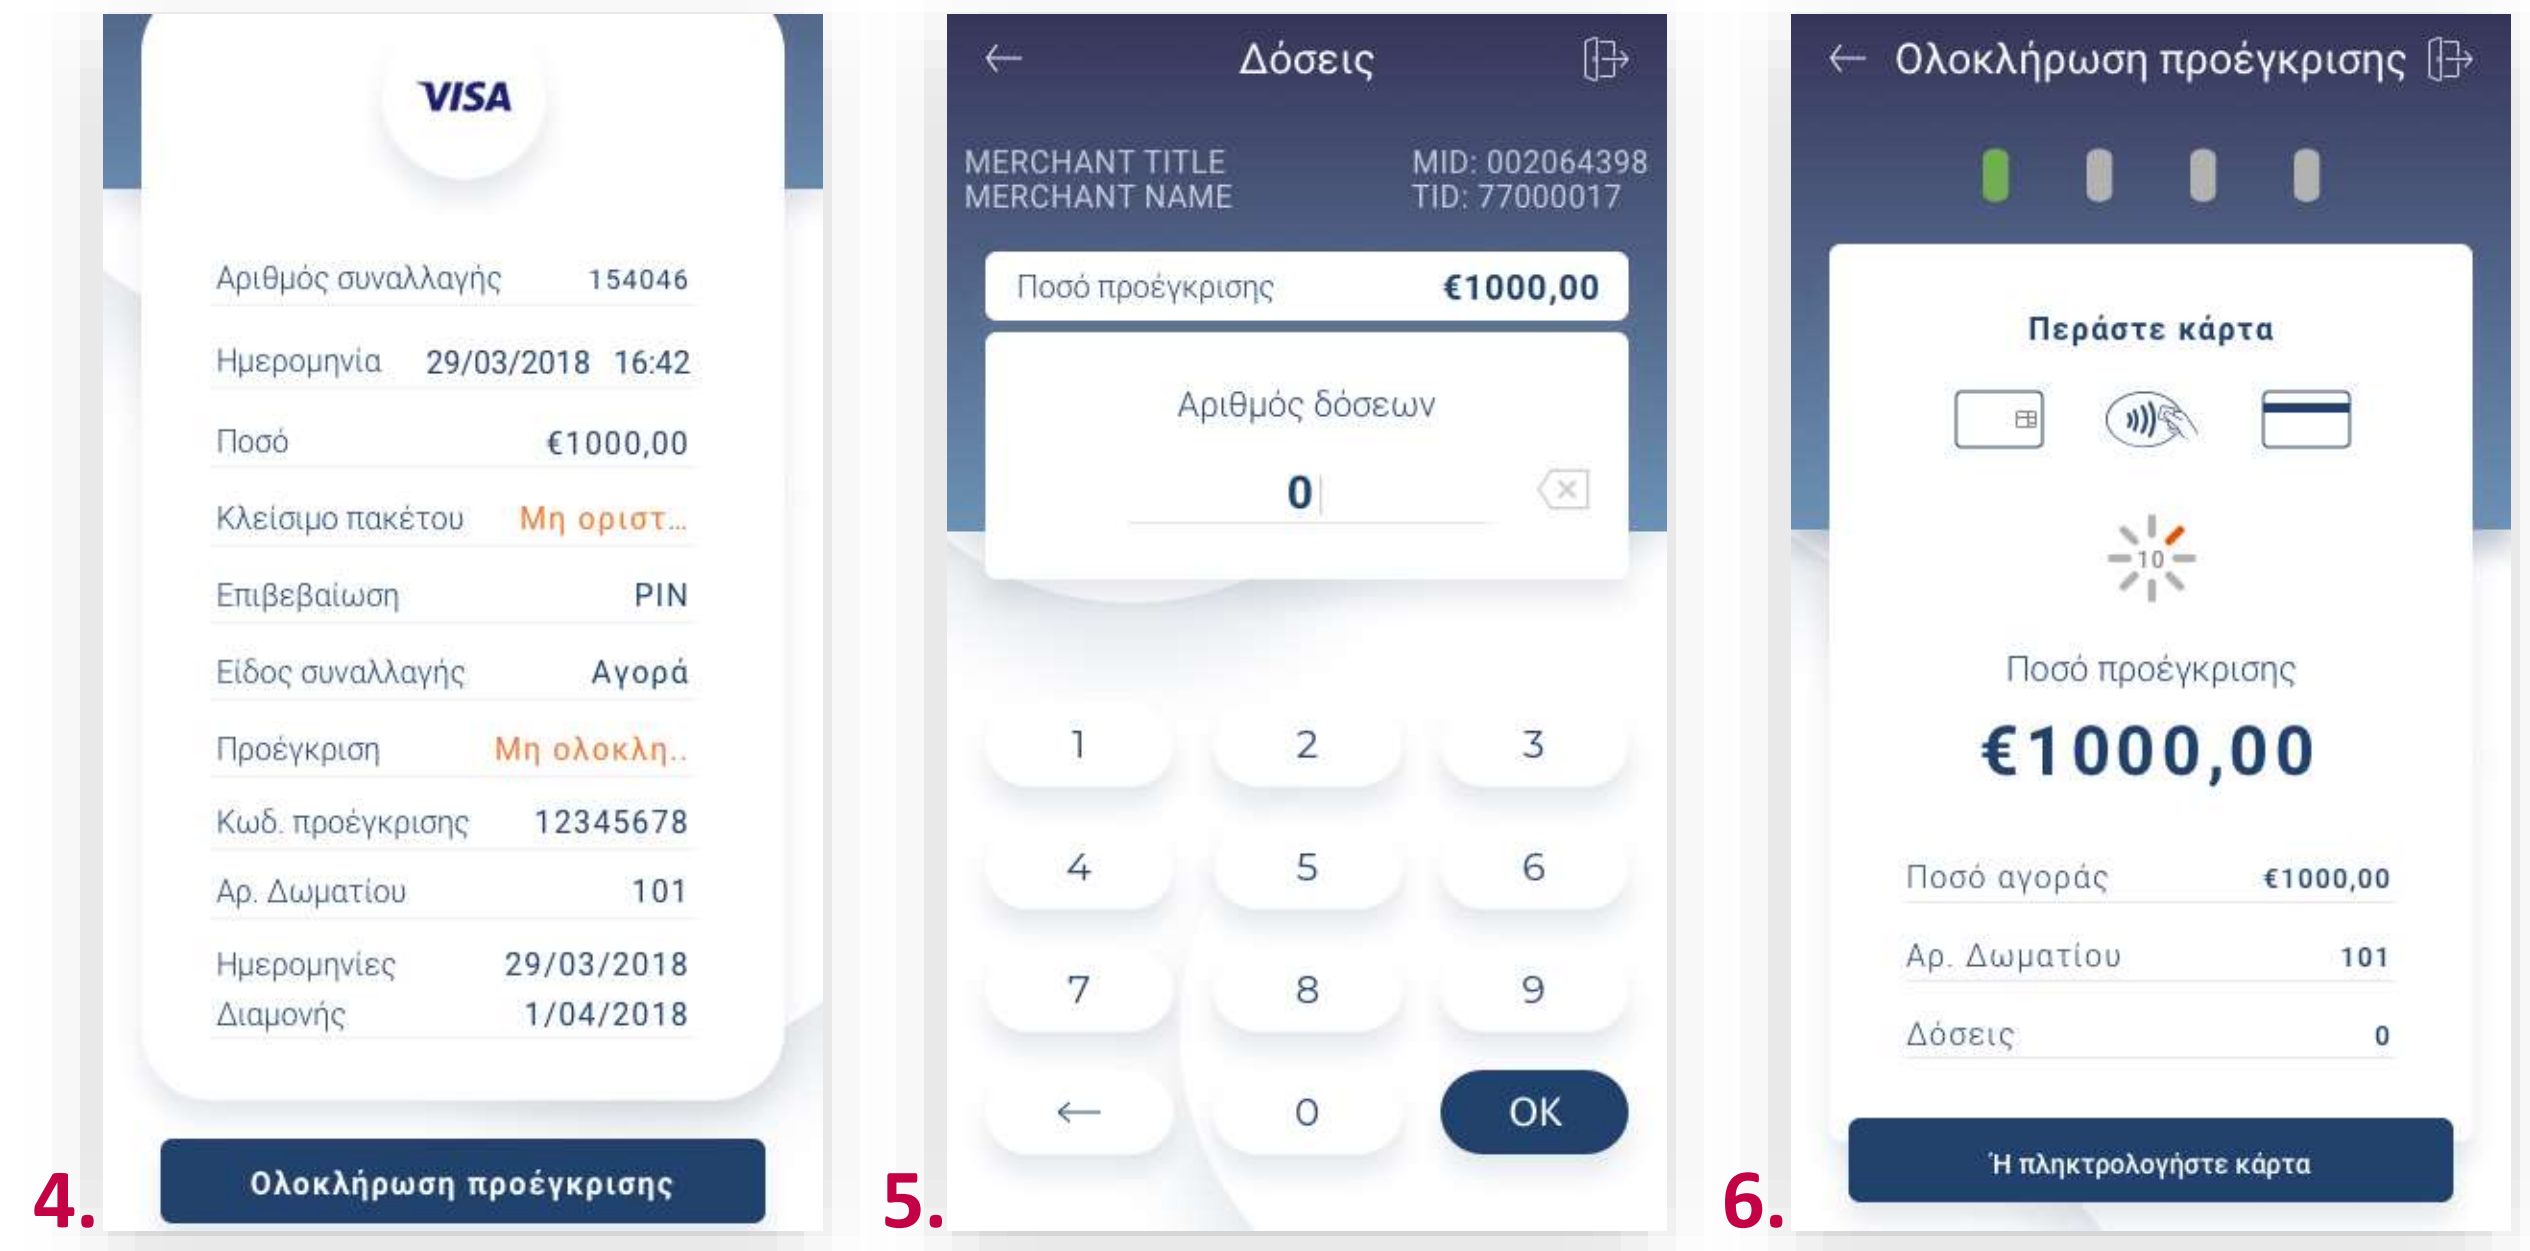 VISA
Αριθμός συναλλαγής 154046
Ημερομηνία 29/03/2018 16:42
Ποσό €1000,00
Κλείσιμο πακέτου Μη οριστ...
Επιβεβαίωση PIN
Είδος συναλλαγής Αγορά
Προέγκριση Μη ολοκλη..
Κωδ. προέγκρισης 12345678
Αρ. Δωματίου 101
Ημερομηνίες 29/03/2018
Διαμονής 1/04/2018
Ολοκλήρωση προέγκρισης
4.
Δόσεις
MERCHANT TITLE MID: 002064398
MERCHANT NAME TID: 77000017
Ποσό προέγκρισης €1000,00
Αριθμός δόσεων
0
1 2 3
4 5 6
7 8 9
0 OK
5.
Ολοκλήρωση προέγκρισης
Περάστε κάρτα
10
Ποσό προέγκρισης
€1000,00
Ποσό αγοράς €1000,00
Αρ. Δωματίου 101
Δόσεις 0
Ή πληκτρολογήστε κάρτα
6.